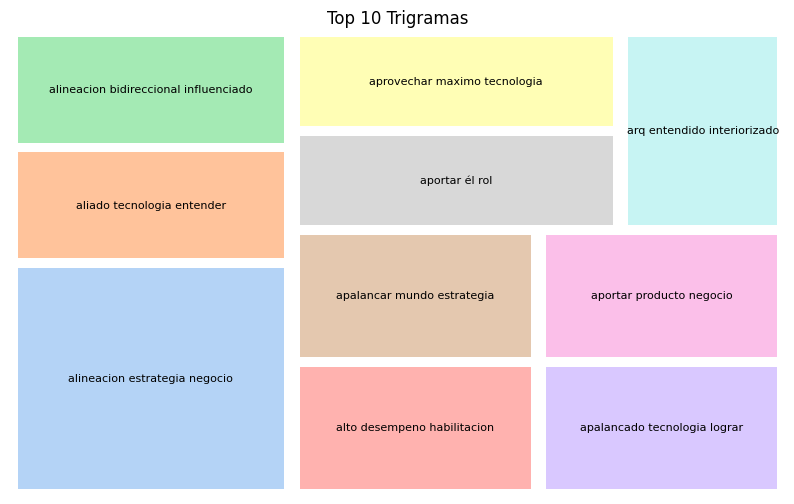 Top 10 Trigramas
alineacion bidireccional influenciado
aprovechar maximo tecnologia
arq entendido interiorizado
aportar él rol
aliado tecnologia entender
apalancar mundo estrategia
aportar producto negocio
alineacion estrategia negocio
alto desempeno habilitacion
apalancado tecnologia lograr